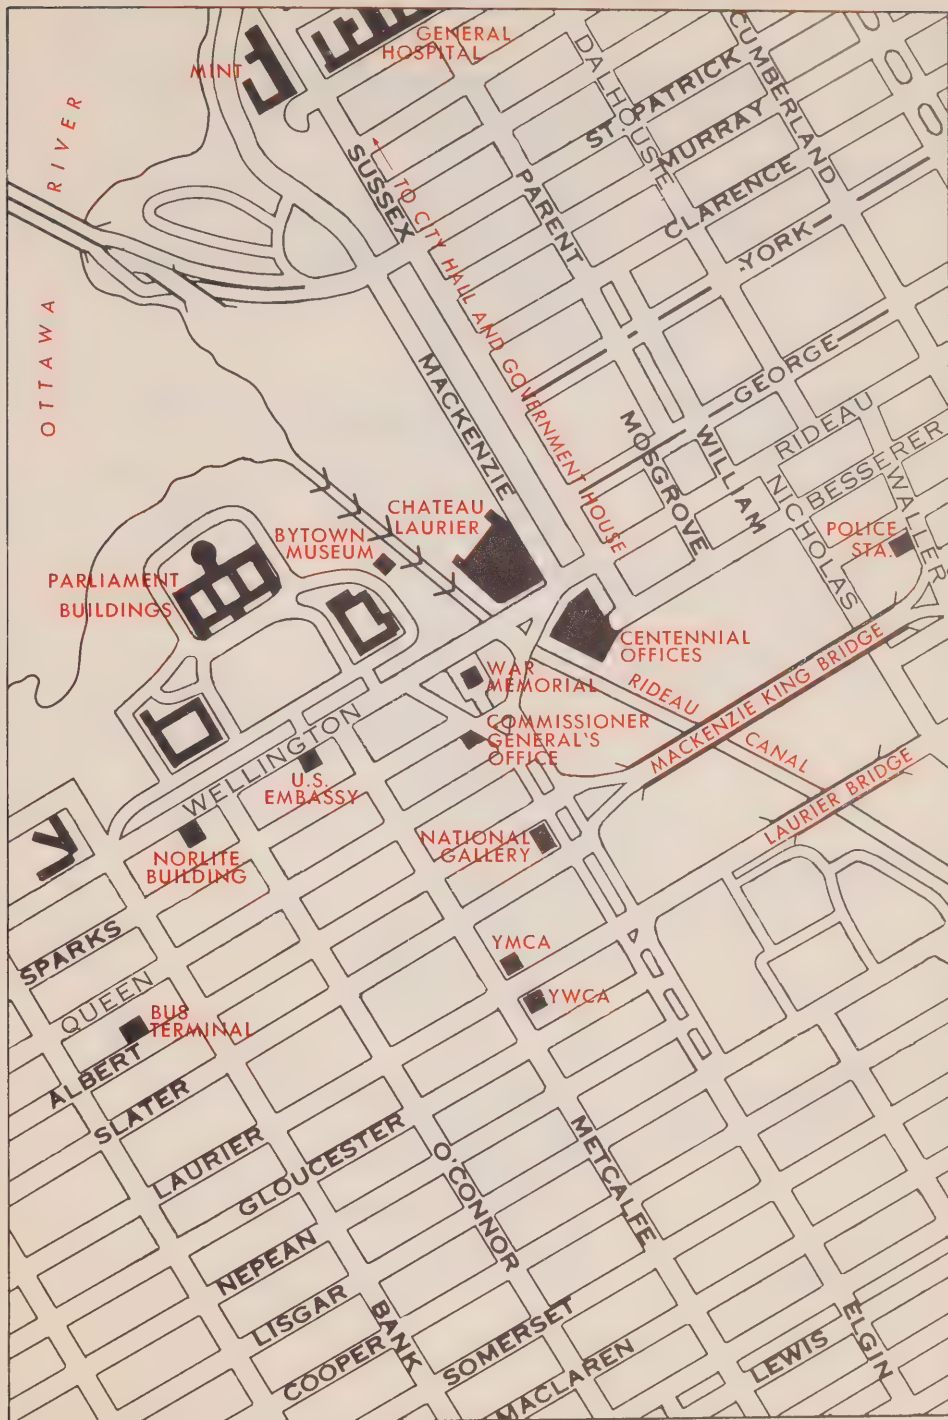 GENERAL
HOSPITAL
MINT
CUMBERLAND
DALHOUSTE
ST. PATRICK
MURRAY
CLARENCE
YORK
RIVER
OTTAWA
SUSSEX
PARENT
TO CITY HALL AND GOVERNMENT HOUSE
MACKENZIE
GEORGE
RIDEAU
BESSERER
WALLER
MOSGROVE
WILLIAM
NICHOLAS
POLICE
STA.
CHATEAU
LAURIER
BYTOWN
MUSEUM
PARLIAMENT
BUILDINGS
CENTENNIAL
OFFICES
WAR
MEMORIAL
RIDEAU
CANAL
MACKENZIE KING BRIDGE
LAURIER BRIDGE
COMMISSIONER
GENERAL'S
OFFICE
WELLINGTON
U.S.
EMBASSY
NORLITE
BUILDING
NATIONAL
GALLERY
YMCA
YWCA
SPARKS
QUEEN
BUS
TERMINAL
ALBERT
SLATER
LAURIER
GLOUCESTER
O'CONNOR
METCALFE
NEPEAN
LISGAR
COOPER
BANK
SOMERSET
MACLAREN
LEWIS
ELGIN